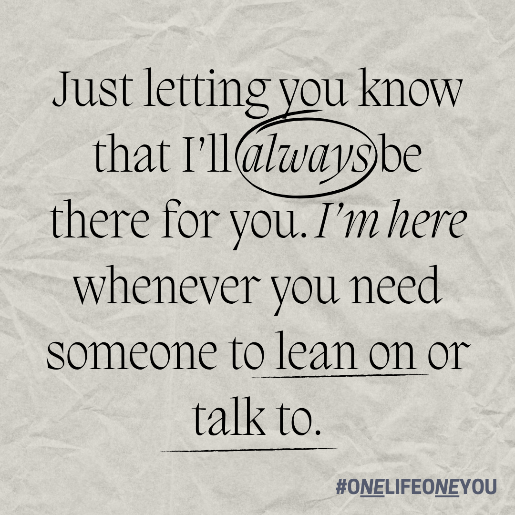 Just letting you know
that I'll always be
there for you. I'm here
whenever you need
someone to lean on or
talk to.
#ONELIFEONEYOU